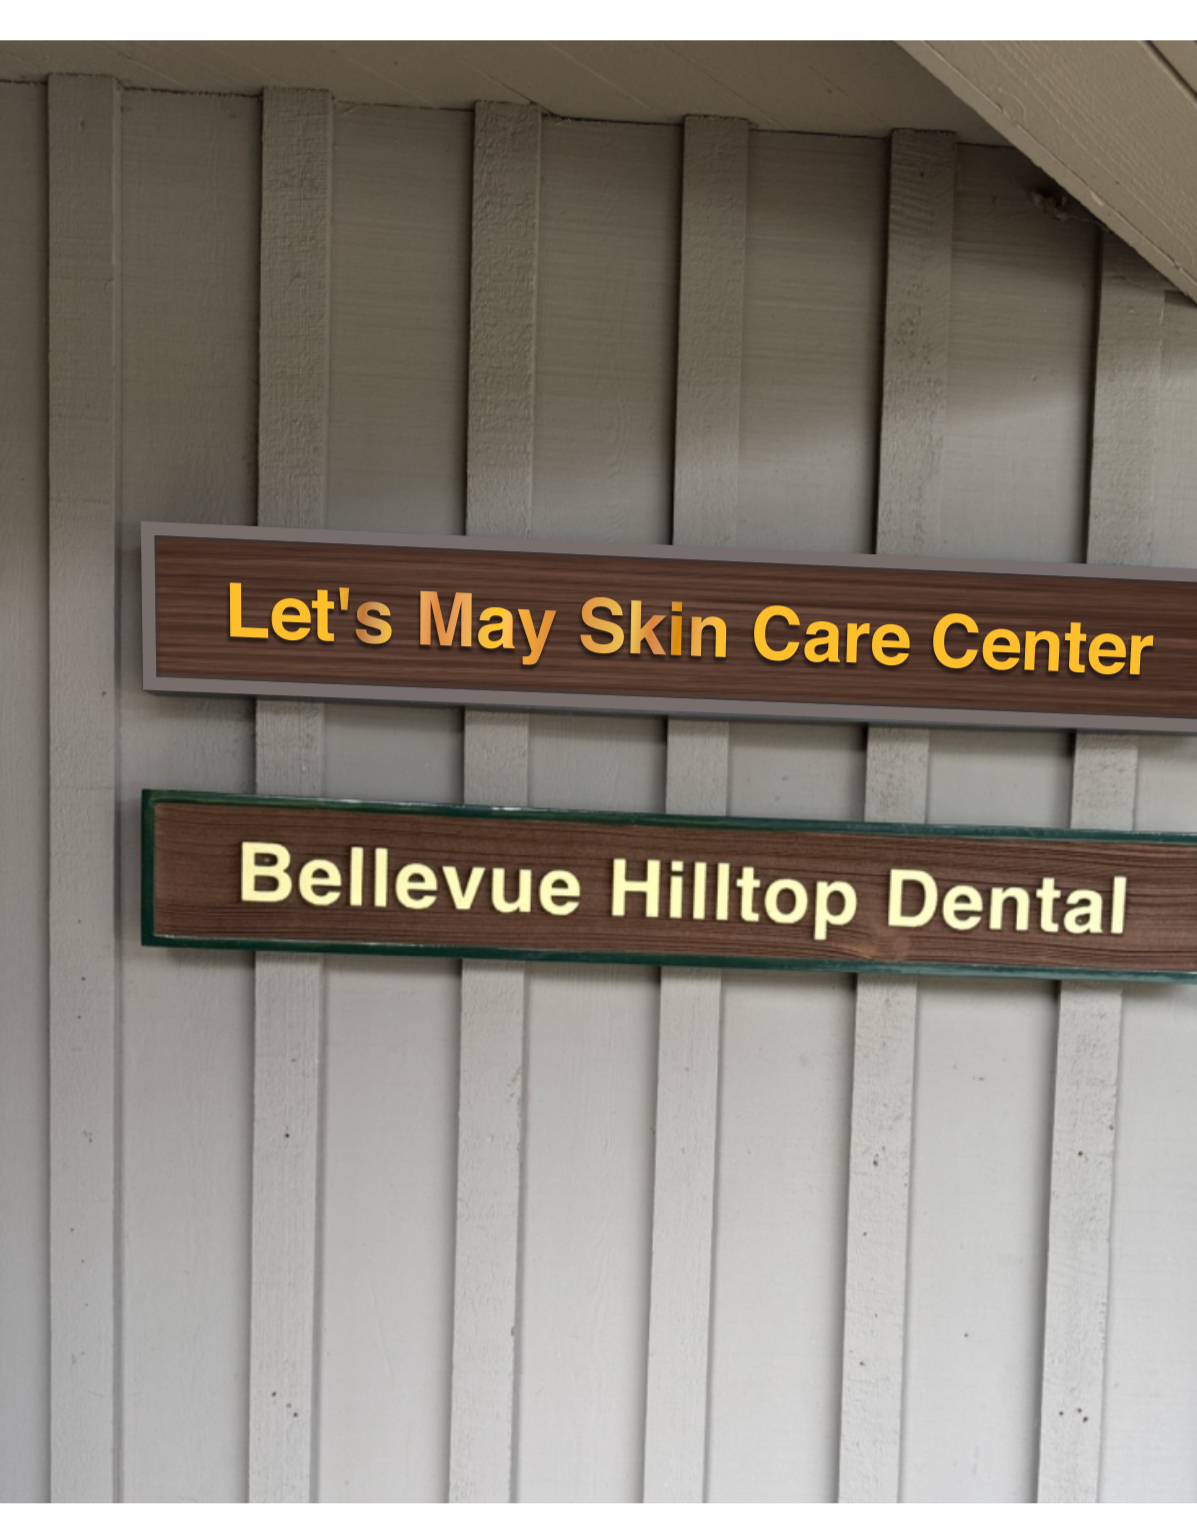 Let's May Skin Care Center
Bellevue Hilltop Dental